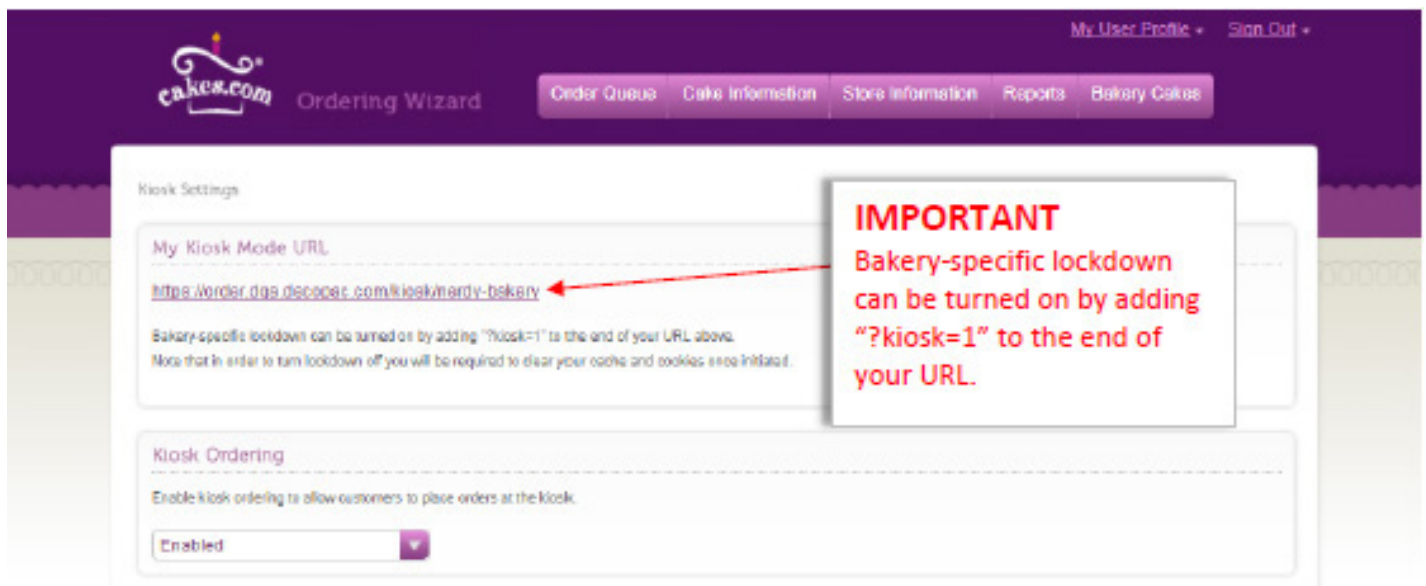 My User Profile
Sign Out
cakes.com
Ordering Wizard
Order Queue
Cake Information
Store Information
Reports
Bakery Cakes
Kiosk Settings
My Kiosk Mode URL
https://order.dqa.decopac.com/kiosk/nerdy-bakery
Bakery-specific lockdown can be turned on by adding "?kiosk=1" to the end of your URL above.
Note that in order to turn lockdown off you will be required to clear your cache and cookies once initiated.
IMPORTANT
Bakery-specific lockdown
can be turned on by adding
"?kiosk=1" to the end of
your URL.
Kiosk Ordering
Enable kiosk ordering to allow customers to place orders at the kiosk.
Enabled